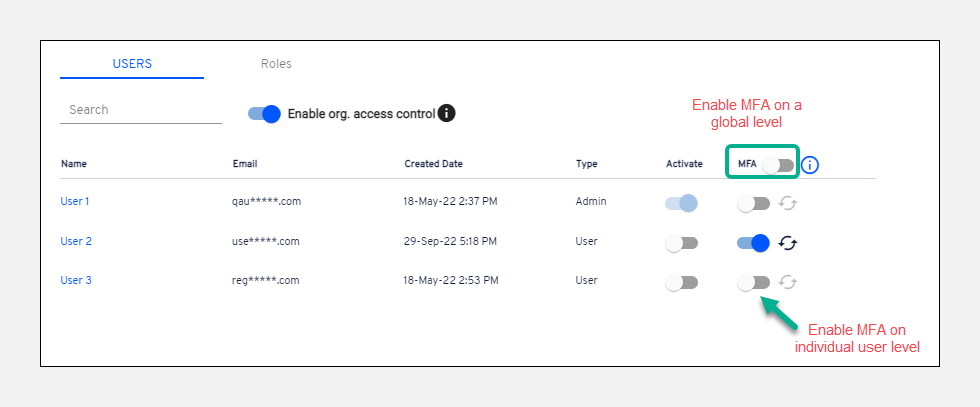 USERS Roles
Search
Enable org. access control i
Enable MFA on a
global level
Name Email Created Date Type Activate MFA i
User 1 qau*****.com 18-May-22 2:37 PM Admin
User 2 use*****.com 29-Sep-22 5:18 PM User
User 3 reg*****.com 18-May-22 2:53 PM User
Enable MFA on
individual user level